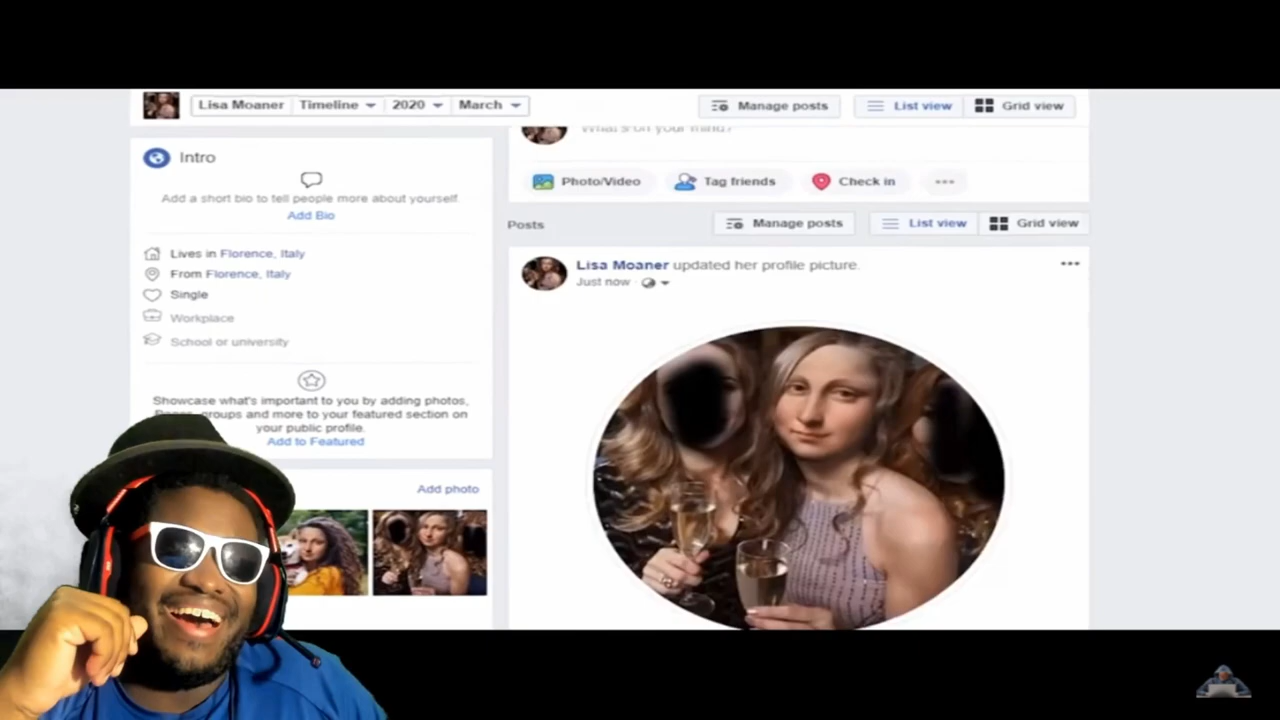 Lisa Moaner Timeline 2020 March
Manage posts List view Grid view
What's on your mind?
Photo/Video Tag friends Check in
Posts Manage posts List view Grid view
Lisa Moaner updated her profile picture.
Just now ·
Intro
Add a short bio to tell people more about yourself.
Add Bio
Lives in Florence, Italy
From Florence, Italy
Single
Workplace
School or university
Showcase what's important to you by adding photos,
groups and more to your featured section on
your public profile.
Add to Featured
Add photo